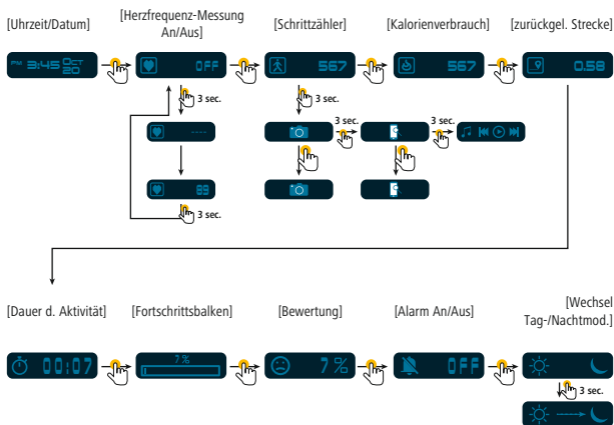 [Uhrzeit/Datum]
[Herzfrequenz-Messung
An/Aus]
[Schrittzähler]
[Kalorienverbrauch]
[zurückgel. Strecke]
PM 3:45 OCT
20
OFF
567
567
0.58
3 sec.
3 sec.
----
3 sec.
3 sec.
88
3 sec.
[Dauer d. Aktivität]
[Fortschrittsbalken]
[Bewertung]
[Alarm An/Aus]
[Wechsel
Tag-/Nachtmod.]
00:07
7%
7%
OFF
3 sec.